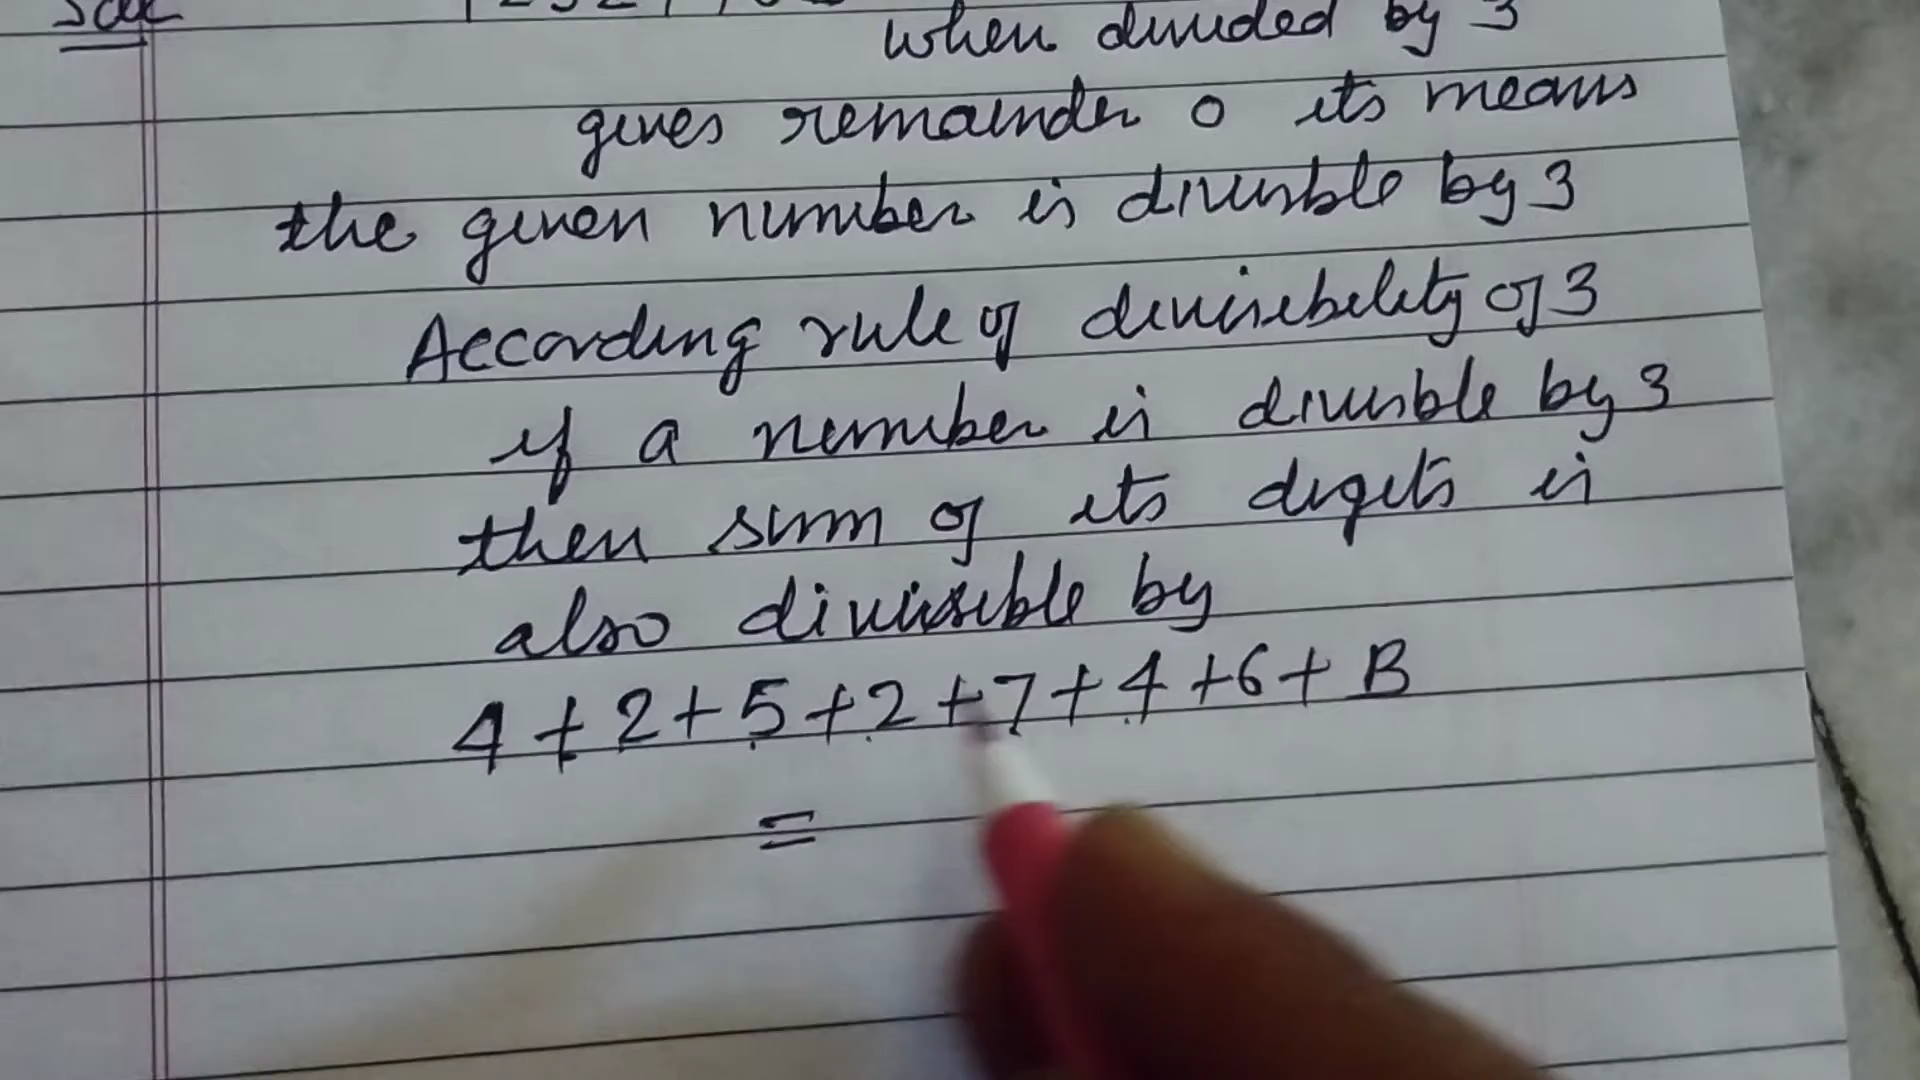 Sol
when divided by 3
gives remainder 0 its means
the given number is divisible by 3
According rule of divisibility of 3
if a number is divisible by 3
then sum of its digits is
also divisible by
4 + 2 + 5 + 2 + 7 + 4 + 6 + B
=